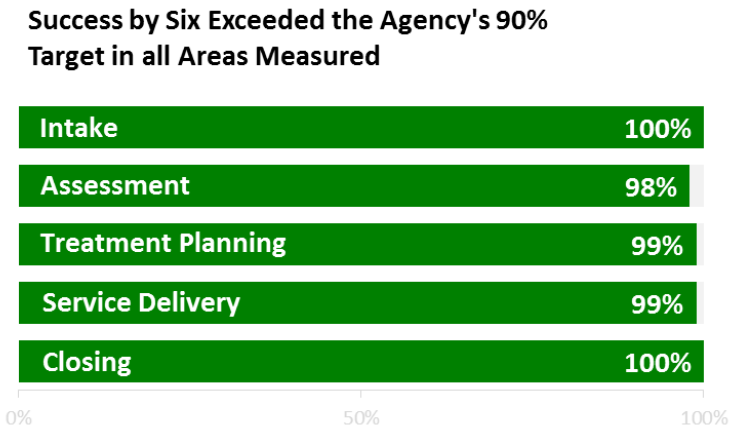 Success by Six Exceeded the Agency's 90%
Target in all Areas Measured
Intake 100%
Assessment 98%
Treatment Planning 99%
Service Delivery 99%
Closing 100%
0% 50% 100%